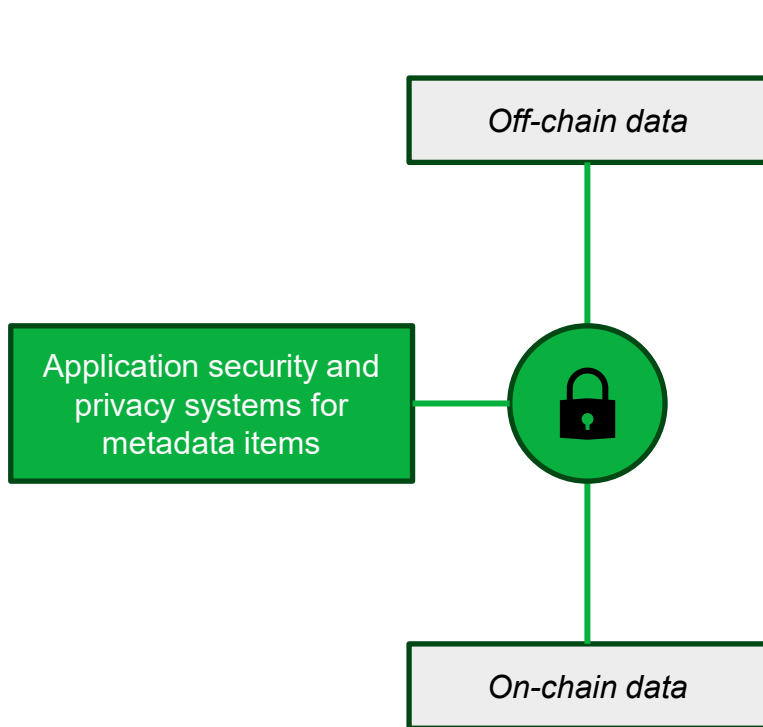 Off-chain data
Application security and
privacy systems for
metadata items
On-chain data